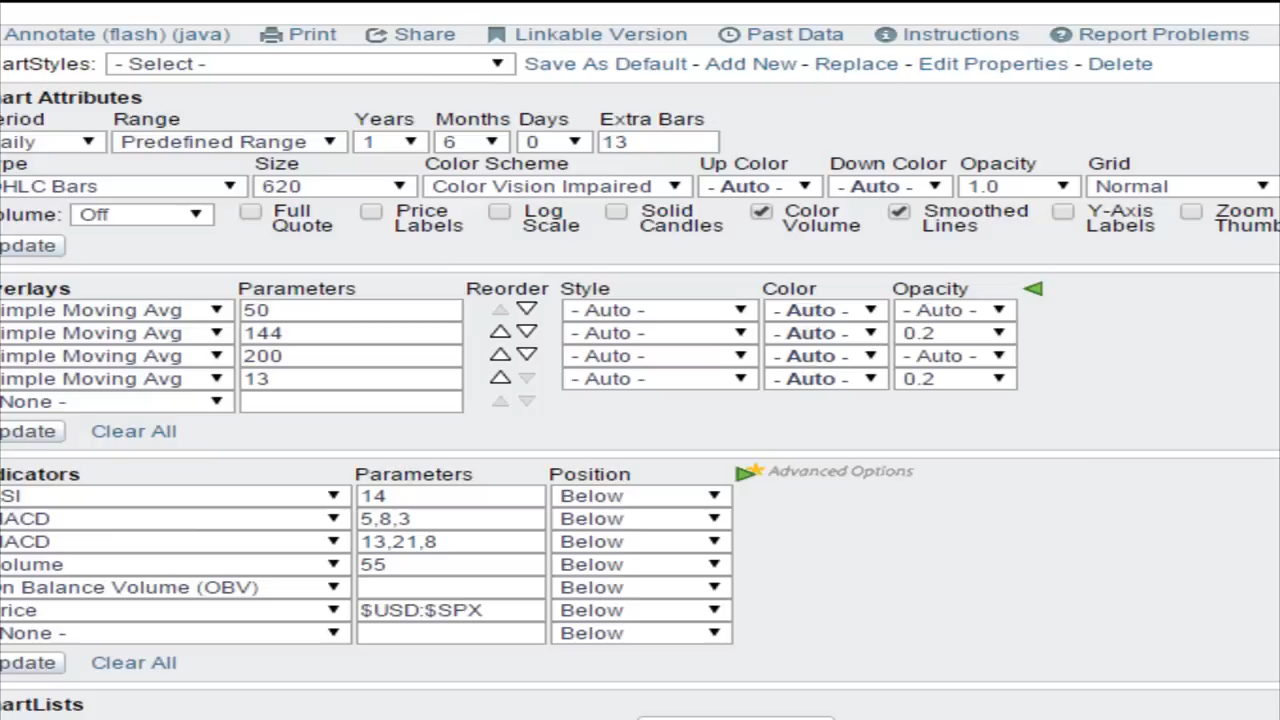 Annotate (flash) (java) Print Share Linkable Version Past Data Instructions Report Problems
artStyles: - Select - Save As Default - Add New - Replace - Edit Properties - Delete
art Attributes
eriod Range Years Months Days Extra Bars
aily Predefined Range 1 6 0 13
ype Size Color Scheme Up Color Down Color Opacity Grid
HLC Bars 620 Color Vision Impaired - Auto - - Auto - 1.0 Normal
olume: Off Full Quote Price Labels Log Scale Solid Candles Color Volume Smoothed Lines Y-Axis Labels Zoom Thumb
pdate
erlays Parameters Reorder Style Color Opacity
imple Moving Avg 50 - Auto - - Auto - - Auto -
imple Moving Avg 144 - Auto - - Auto - 0.2
imple Moving Avg 200 - Auto - - Auto - - Auto -
imple Moving Avg 13 - Auto - - Auto - 0.2
None -
pdate Clear All
dicators Parameters Position Advanced Options
SI 14 Below
ACD 5,8,3 Below
ACD 13,21,8 Below
olume 55 Below
n Balance Volume (OBV) Below
rice $USD:$SPX Below
None - Below
pdate Clear All
artLists